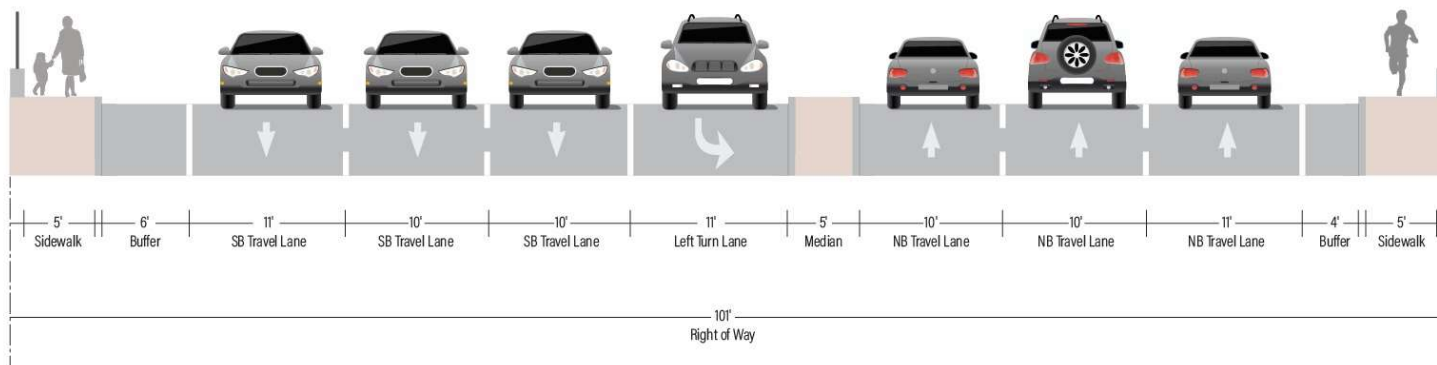 5'
Sidewalk
6'
Buffer
11'
SB Travel Lane
10'
SB Travel Lane
10'
SB Travel Lane
11'
Left Turn Lane
5'
Median
10'
NB Travel Lane
10'
NB Travel Lane
11'
NB Travel Lane
4'
Buffer
5'
Sidewalk
101'
Right of Way